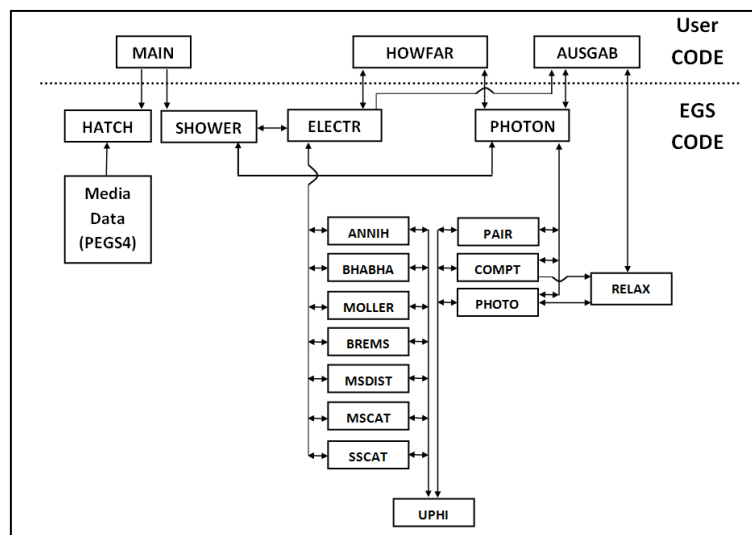 User
CODE
MAIN
HOWFAR
AUSGAB
EGS
CODE
HATCH
SHOWER
ELECTR
PHOTON
Media
Data
(PEGS4)
ANNIH
BHABHA
MOLLER
BREMS
MSDIST
MSCAT
SSCAT
PAIR
COMPT
PHOTO
RELAX
UPHI